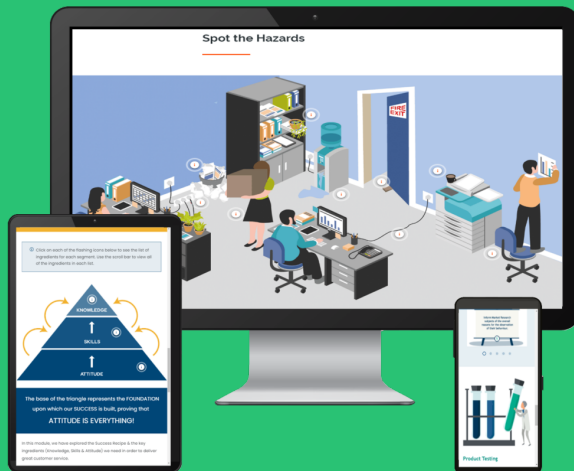 Spot the Hazards
FIRE
EXIT
Click on each of the flashing icons below to see the list of
ingredients for each segment. Use the scroll bar to view all
of the ingredients in each list.
KNOWLEDGE
SKILLS
ATTITUDE
The base of the triangle represents the FOUNDATION
upon which our SUCCESS is built, proving that
ATTITUDE IS EVERYTHING!
In this module, we have explored the Success Recipe & the key
ingredients (Knowledge, Skills & Attitude) we need in order to deliver
great customer service.
Product Testing